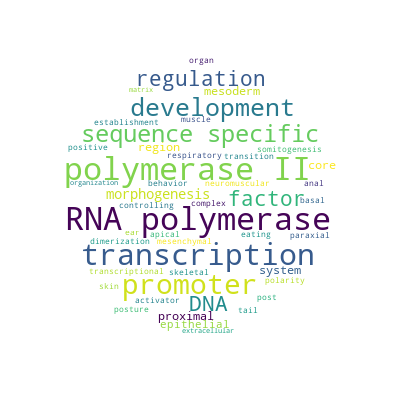 organ
regulation
matrix mesoderm
development
establishment muscle
sequence specific
positive region somitogenesis
respiratory transition
polymerase II core
organization behavior neuromuscular anal
morphogenesis factor
controlling complex basal
RNA polymerase
ear apical eating paraxial
dimerization mesenchymal
transcription
transcriptional skeletal system
promoter polarity
skin activator DNA post
posture proximal tail
epithelial
extracellular